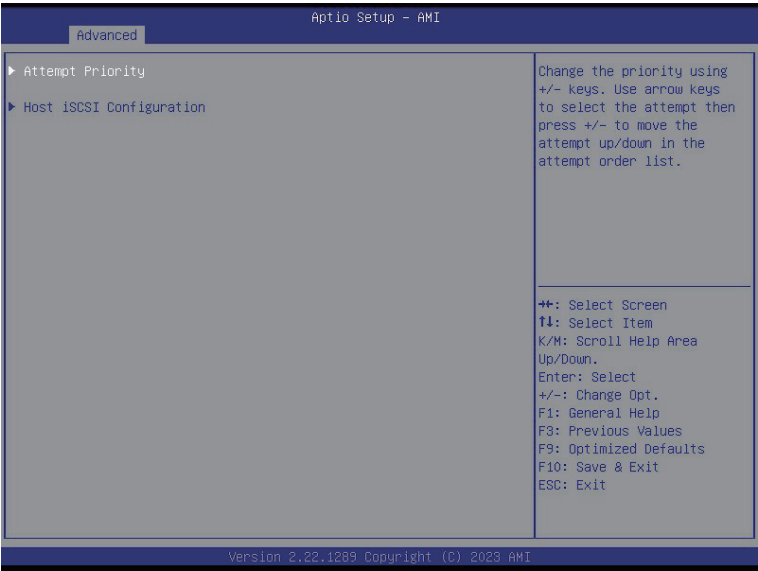 Aptio Setup – AMI
Advanced
▶ Attempt Priority
▶ Host iSCSI Configuration
Change the priority using
+/- keys. Use arrow keys
to select the attempt then
press +/- to move the
attempt up/down in the
attempt order list.
→←: Select Screen
↑↓: Select Item
K/M: Scroll Help Area
Up/Down.
Enter: Select
+/-: Change Opt.
F1: General Help
F3: Previous Values
F9: Optimized Defaults
F10: Save & Exit
ESC: Exit
Version 2.22.1289 Copyright (C) 2023 AMI